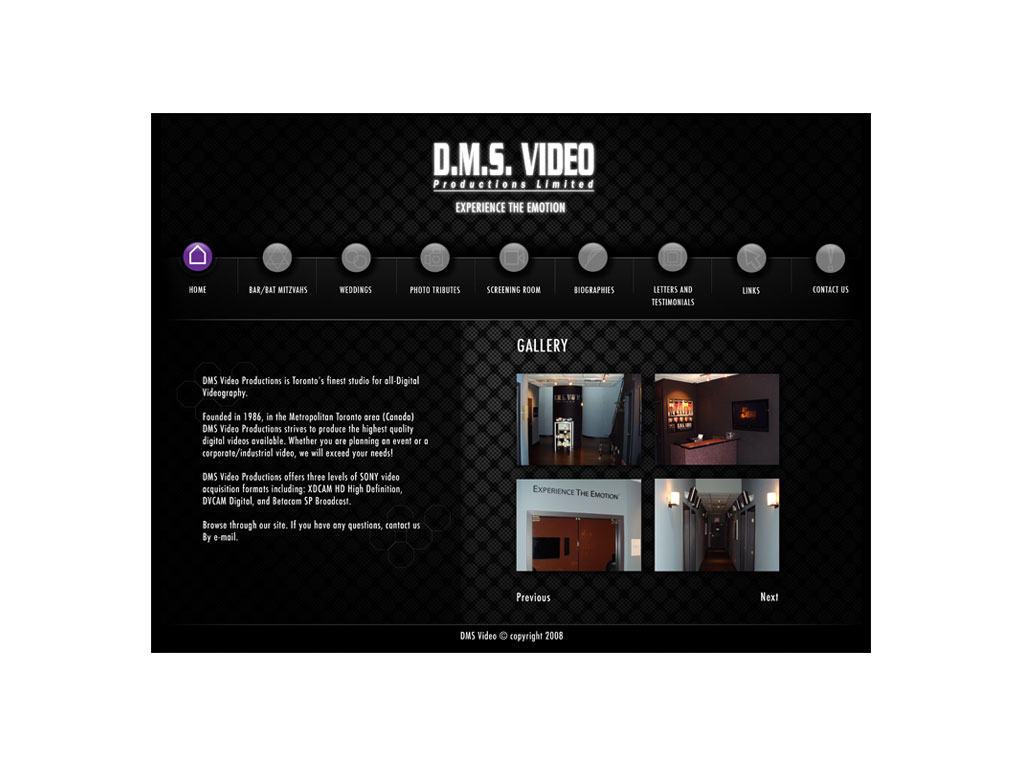 D.M.S. VIDEO
Productions Limited
EXPERIENCE THE EMOTION
HOME
BAR/BAT MITZVAHS
WEDDINGS
PHOTO TRIBUTES
SCREENING ROOM
BIOGRAPHIES
LETTERS AND
TESTIMONIALS
LINKS
CONTACT US
DMS Video Productions is Toronto's finest studio for all-Digital
Videography.
Founded in 1986, in the Metropolitan Toronto area (Canada)
DMS Video Productions strives to produce the highest quality
digital videos available. Whether you are planning an event or a
corporate/industrial video, we will exceed your needs!
DMS Video Productions offers three levels of SONY video
acquisition formats including: XDCAM HD High Definition,
DVCAM Digital, and Betacam SP Broadcast.
Browse through our site. If you have any questions, contact us
By e-mail.
GALLERY
EXPERIENCE THE EMOTION
Previous
Next
DMS Video © copyright 2008